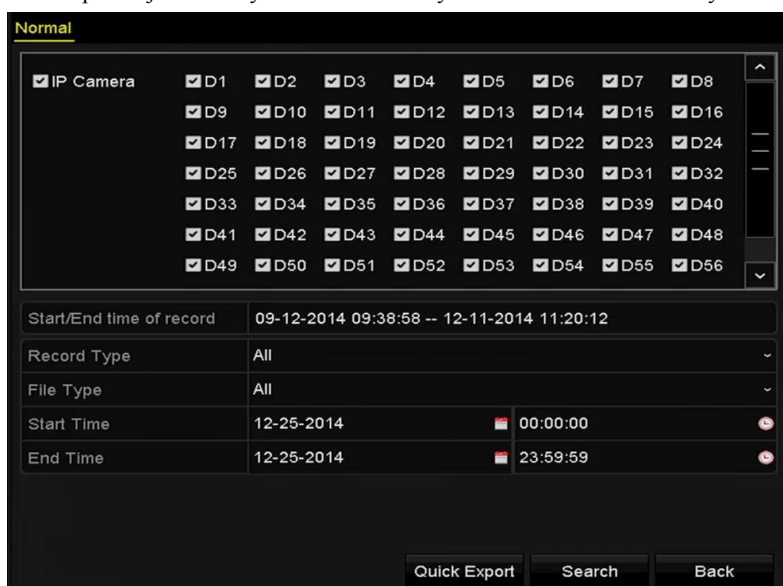 Normal
IP Camera D1 D2 D3 D4 D5 D6 D7 D8
D9 D10 D11 D12 D13 D14 D15 D16
D17 D18 D19 D20 D21 D22 D23 D24
D25 D26 D27 D28 D29 D30 D31 D32
D33 D34 D35 D36 D37 D38 D39 D40
D41 D42 D43 D44 D45 D46 D47 D48
D49 D50 D51 D52 D53 D54 D55 D56
Start/End time of record 09-12-2014 09:38:58 -- 12-11-2014 11:20:12
Record Type All
File Type All
Start Time 12-25-2014 00:00:00
End Time 12-25-2014 23:59:59
Quick Export Search Back